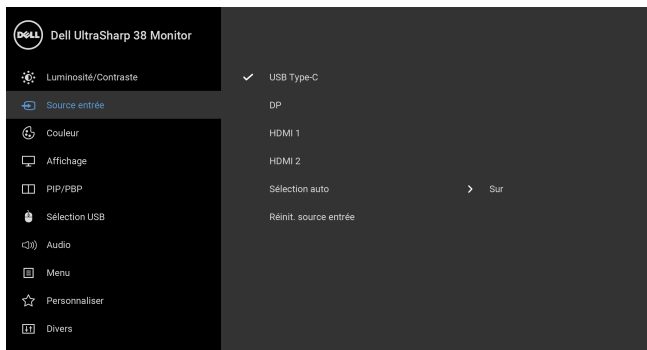 DELL Dell UltraSharp 38 Monitor
Luminosité/Contraste
USB Type-C
Source entrée
DP
Couleur
HDMI 1
Affichage
HDMI 2
PIP/PBP
Sélection auto
Sur
Sélection USB
Réinit. source entrée
Audio
Menu
Personnaliser
Divers